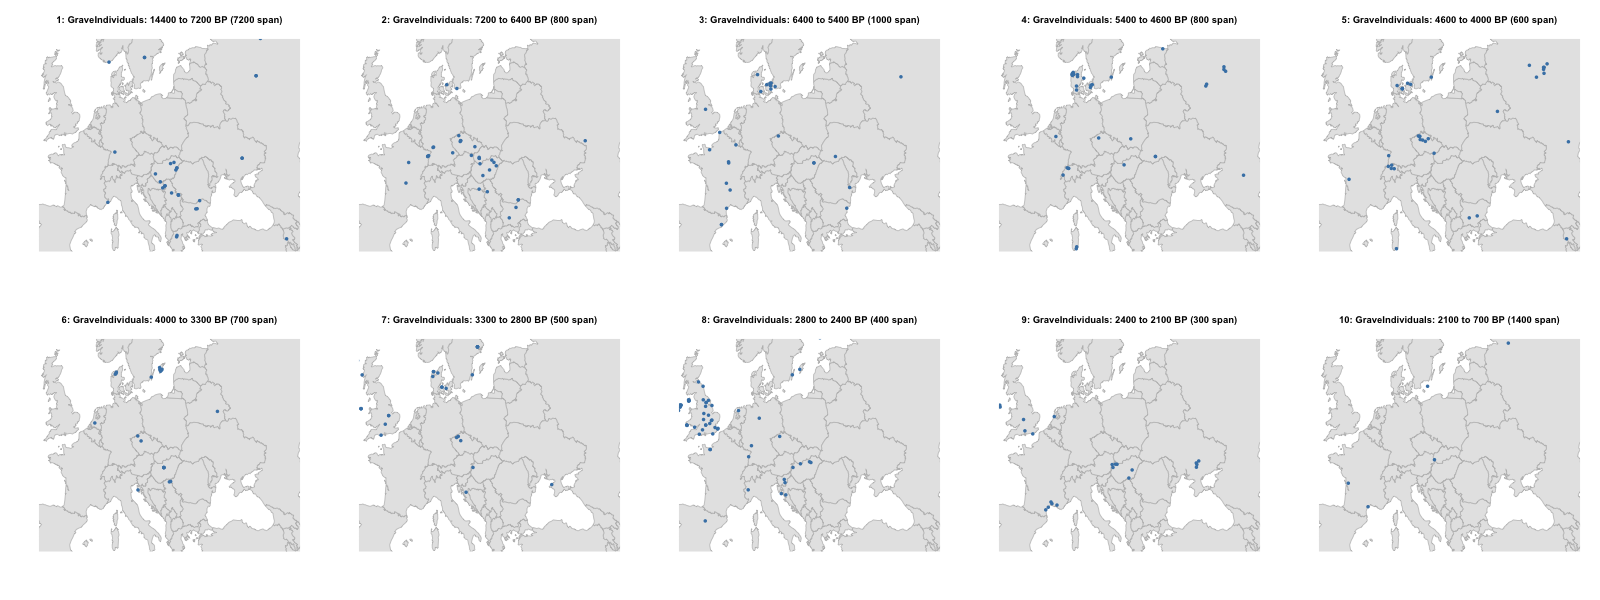 1: GraveIndividuals: 14400 to 7200 BP (7200 span)
2: GraveIndividuals: 7200 to 6400 BP (800 span)
3: GraveIndividuals: 6400 to 5400 BP (1000 span)
4: GraveIndividuals: 5400 to 4600 BP (800 span)
5: GraveIndividuals: 4600 to 4000 BP (600 span)
6: GraveIndividuals: 4000 to 3300 BP (700 span)
7: GraveIndividuals: 3300 to 2800 BP (500 span)
8: GraveIndividuals: 2800 to 2400 BP (400 span)
9: GraveIndividuals: 2400 to 2100 BP (300 span)
10: GraveIndividuals: 2100 to 700 BP (1400 span)